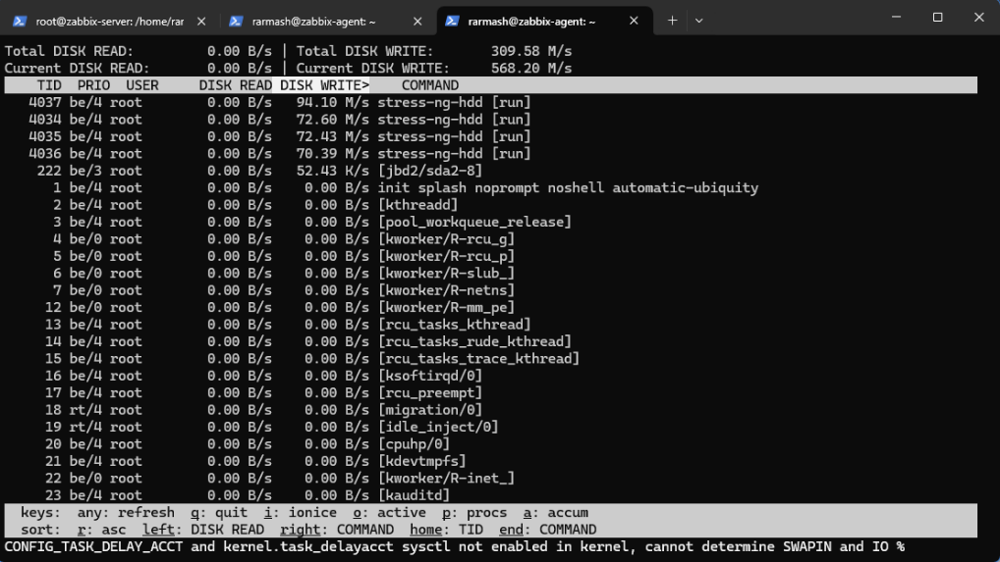 root@zabbix-server: /home/rar
rarmash@zabbix-agent: ~
rarmash@zabbix-agent: ~
Total DISK READ: 0.00 B/s | Total DISK WRITE: 309.58 M/s
Current DISK READ: 0.00 B/s | Current DISK WRITE: 568.20 M/s
TID PRIO USER DISK READ DISK WRITE> COMMAND
4037 be/4 root 0.00 B/s 94.10 M/s stress-ng-hdd [run]
4034 be/4 root 0.00 B/s 72.60 M/s stress-ng-hdd [run]
4035 be/4 root 0.00 B/s 72.43 M/s stress-ng-hdd [run]
4036 be/4 root 0.00 B/s 70.39 M/s stress-ng-hdd [run]
222 be/3 root 0.00 B/s 52.43 K/s [jbd2/sda2-8]
1 be/4 root 0.00 B/s 0.00 B/s init splash noprompt noshell automatic-ubiquity
2 be/4 root 0.00 B/s 0.00 B/s [kthreadd]
3 be/4 root 0.00 B/s 0.00 B/s [pool_workqueue_release]
4 be/0 root 0.00 B/s 0.00 B/s [kworker/R-rcu_g]
5 be/0 root 0.00 B/s 0.00 B/s [kworker/R-rcu_p]
6 be/0 root 0.00 B/s 0.00 B/s [kworker/R-slub_]
7 be/0 root 0.00 B/s 0.00 B/s [kworker/R-netns]
12 be/0 root 0.00 B/s 0.00 B/s [kworker/R-mm_pe]
13 be/4 root 0.00 B/s 0.00 B/s [rcu_tasks_kthread]
14 be/4 root 0.00 B/s 0.00 B/s [rcu_tasks_rude_kthread]
15 be/4 root 0.00 B/s 0.00 B/s [rcu_tasks_trace_kthread]
16 be/4 root 0.00 B/s 0.00 B/s [ksoftirqd/0]
17 be/4 root 0.00 B/s 0.00 B/s [rcu_preempt]
18 rt/4 root 0.00 B/s 0.00 B/s [migration/0]
19 rt/4 root 0.00 B/s 0.00 B/s [idle_inject/0]
20 be/4 root 0.00 B/s 0.00 B/s [cpuhp/0]
21 be/4 root 0.00 B/s 0.00 B/s [kdevtmpfs]
22 be/0 root 0.00 B/s 0.00 B/s [kworker/R-inet_]
23 be/4 root 0.00 B/s 0.00 B/s [kauditd]
keys: any: refresh q: quit i: ionice o: active p: procs a: accum
sort: r: asc left: DISK READ right: COMMAND home: TID end: COMMAND
CONFIG_TASK_DELAY_ACCT and kernel.task_delayacct sysctl not enabled in kernel, cannot determine SWAPIN and IO %